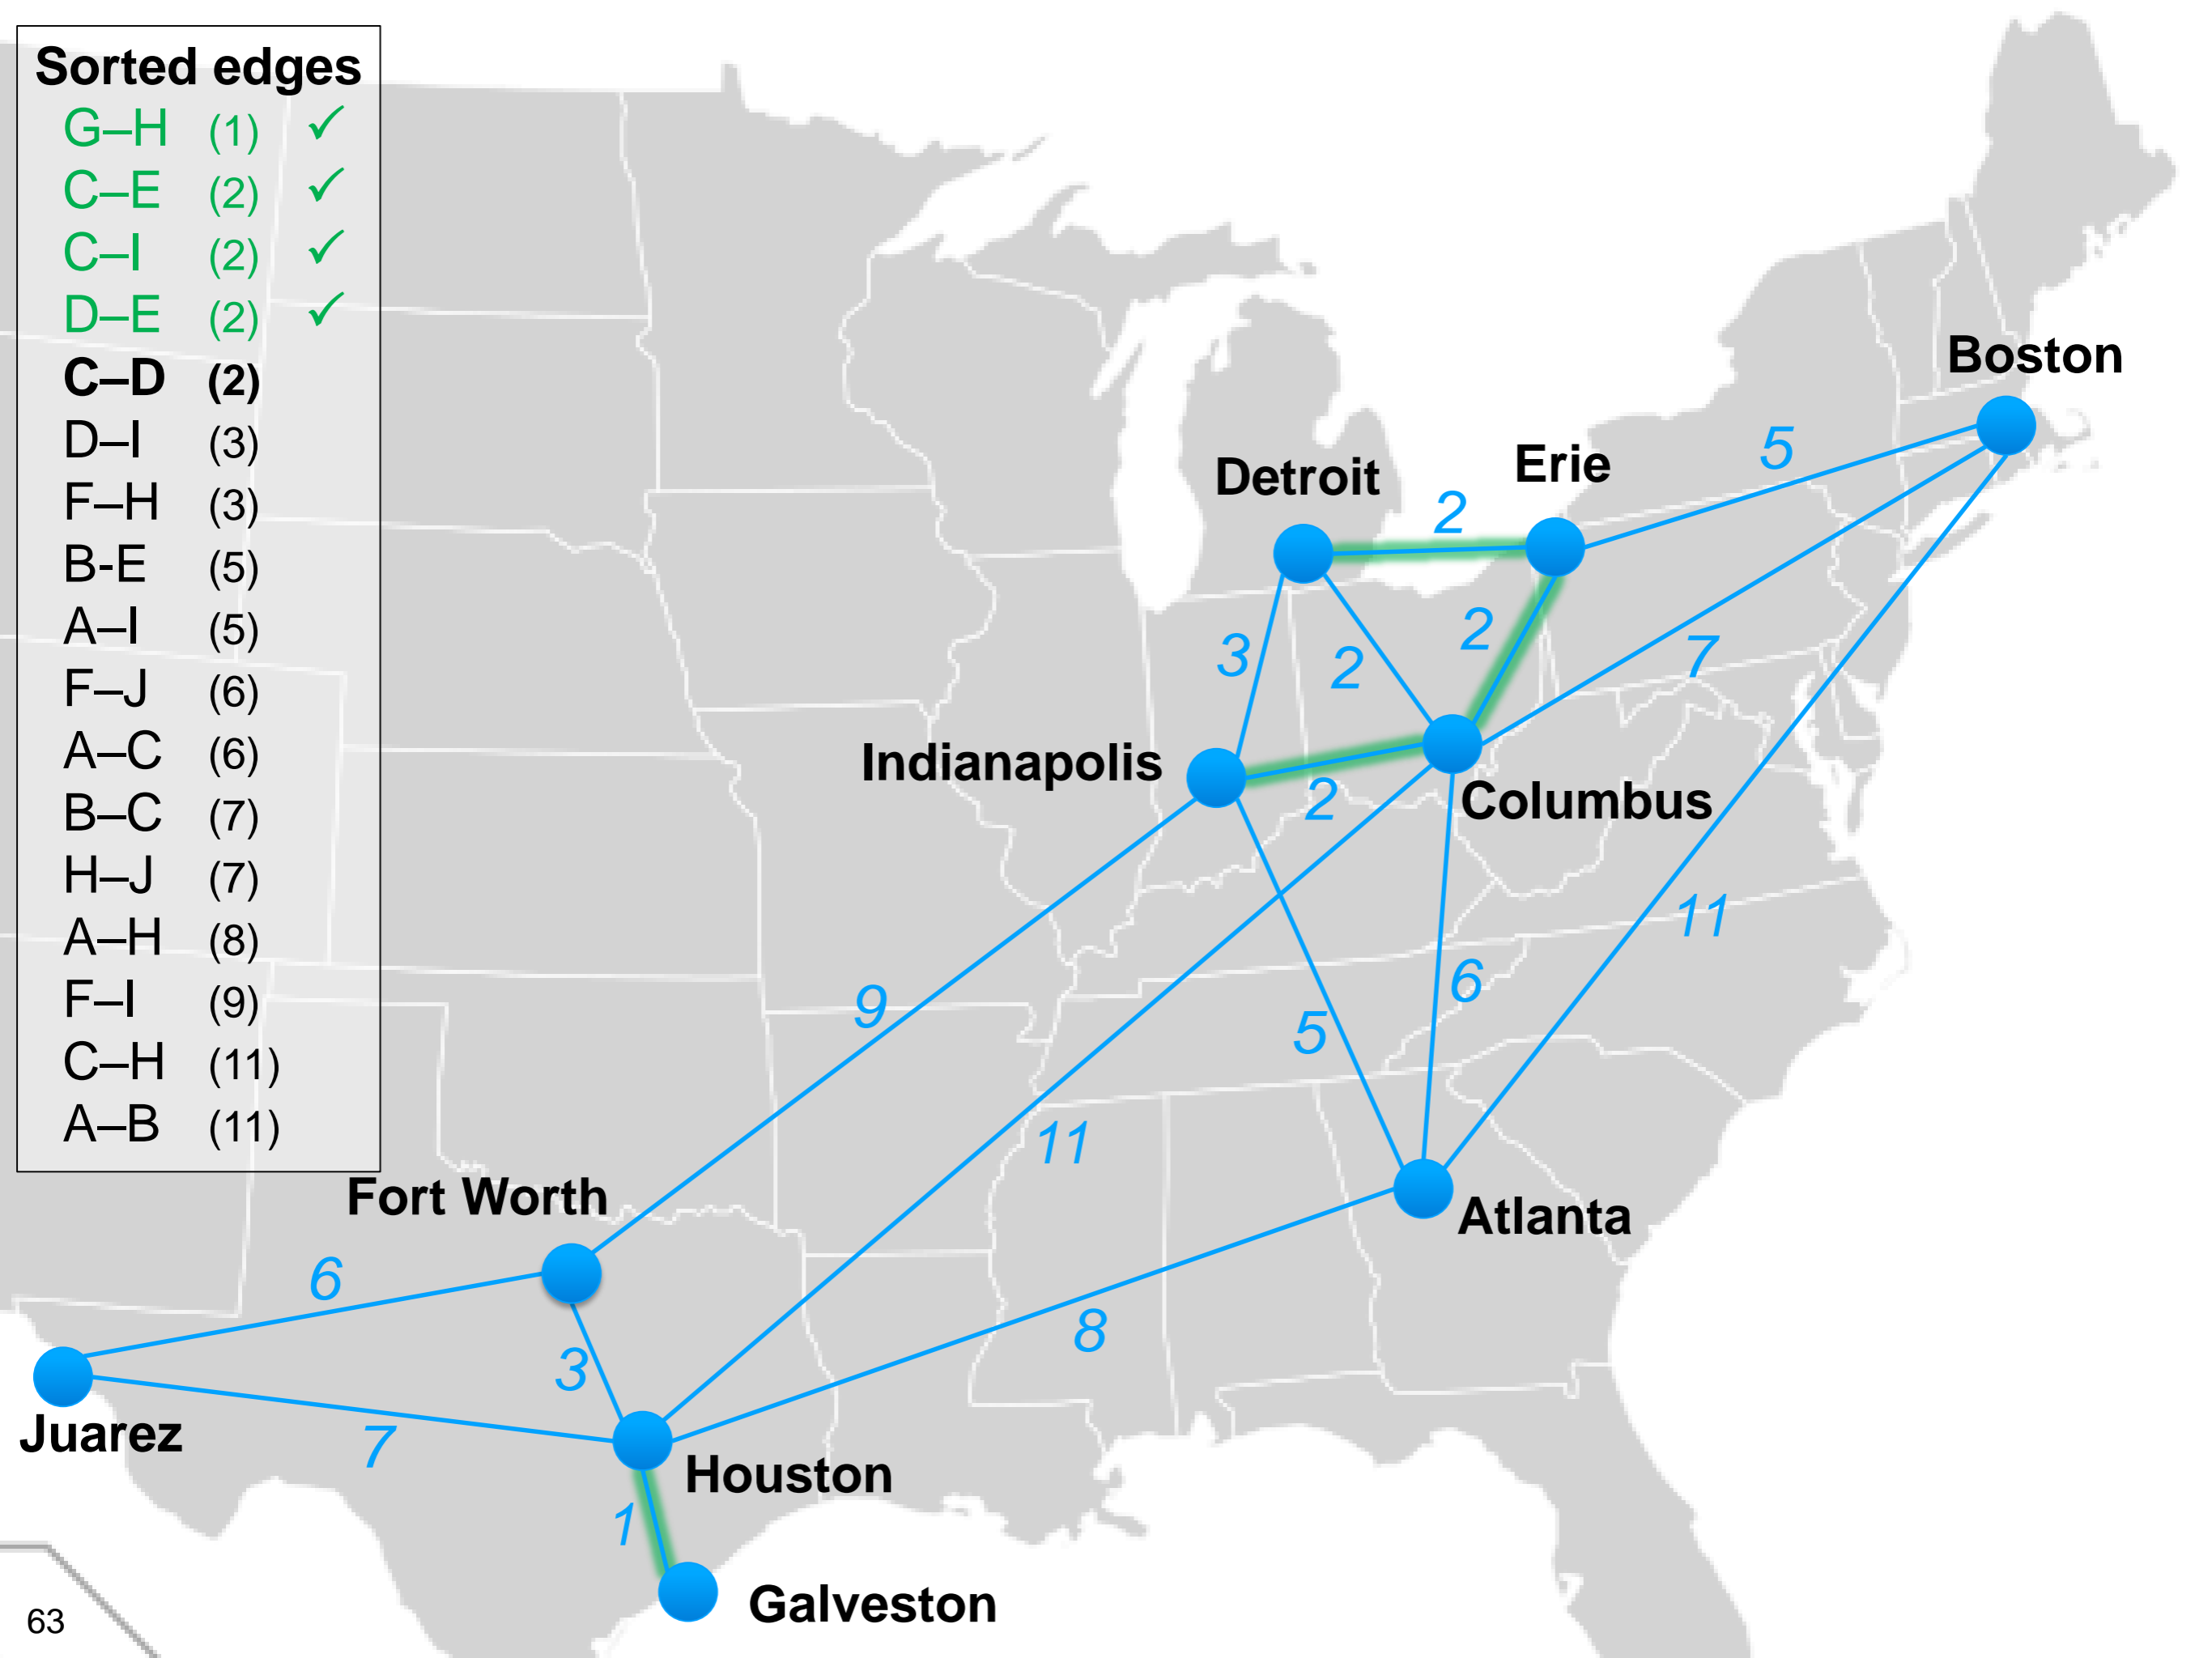 Sorted edges
G–H (1) ✓
C–E (2) ✓
C–I (2) ✓
D–E (2) ✓
C–D (2)
D–I (3)
F–H (3)
B-E (5)
A–I (5)
F–J (6)
A–C (6)
B–C (7)
H–J (7)
A–H (8)
F–I (9)
C–H (11)
A–B (11)
Boston
Erie
Detroit
5
2
3
2
2
7
Indianapolis
2
Columbus
11
9
6
5
11
Fort Worth
Atlanta
6
8
3
Juarez
7
Houston
1
Galveston
63